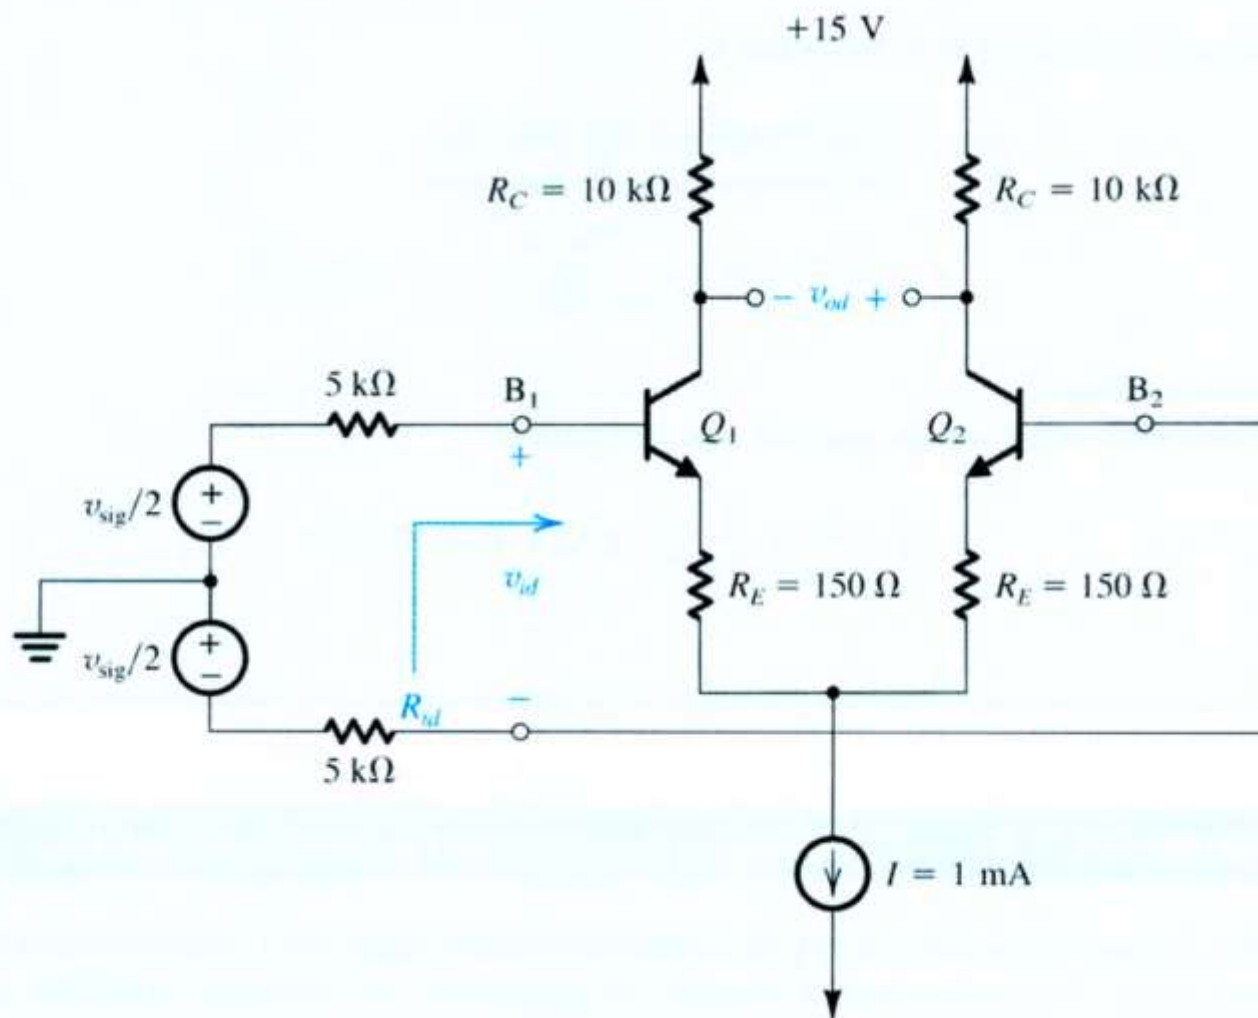 +15 V
R_C = 10 kΩ
R_C = 10 kΩ
− v_od +
5 kΩ
B₁
B₂
Q₁
Q₂
+
v_sig/2
+
−
v_id
R_E = 150 Ω
R_E = 150 Ω
v_sig/2
+
−
R_id
−
5 kΩ
I = 1 mA